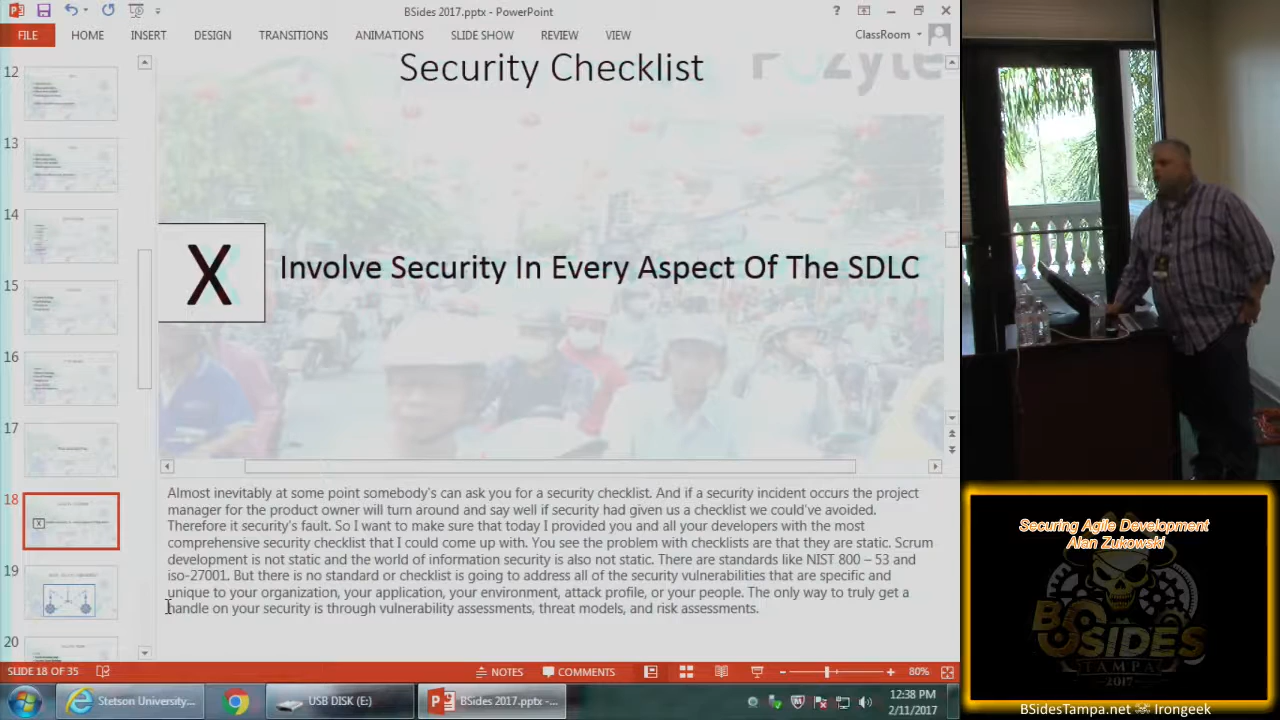 BSides 2017.pptx - PowerPoint
?
FILE
HOME
INSERT
DESIGN
TRANSITIONS
ANIMATIONS
SLIDE SHOW
REVIEW
VIEW
ClassRoom
12
13
14
15
16
17
18
19
20
Security Checklist
X
Involve Security In Every Aspect Of The SDLC
Almost inevitably at some point somebody's can ask you for a security checklist. And if a security incident occurs the project
manager for the product owner will turn around and say well if security had given us a checklist we could've avoided.
Therefore it security's fault. So I want to make sure that today I provided you and all your developers with the most
comprehensive security checklist that I could come up with. You see the problem with checklists are that they are static. Scrum
development is not static and the world of information security is also not static. There are standards like NIST 800 – 53 and
iso-27001. But there is no standard or checklist is going to address all of the security vulnerabilities that are specific and
unique to your organization, your application, your environment, attack profile, or your people. The only way to truly get a
handle on your security is through vulnerability assessments, threat models, and risk assessments.
SLIDE 18 OF 35
NOTES
COMMENTS
80%
Stetson University...
USB DISK (E:)
BSides 2017.pptx -...
12:38 PM
2/11/2017
Securing Agile Development
Alan Zukowski
BSIDES
TAMPA
2017
BSidesTampa.net
Irongeek